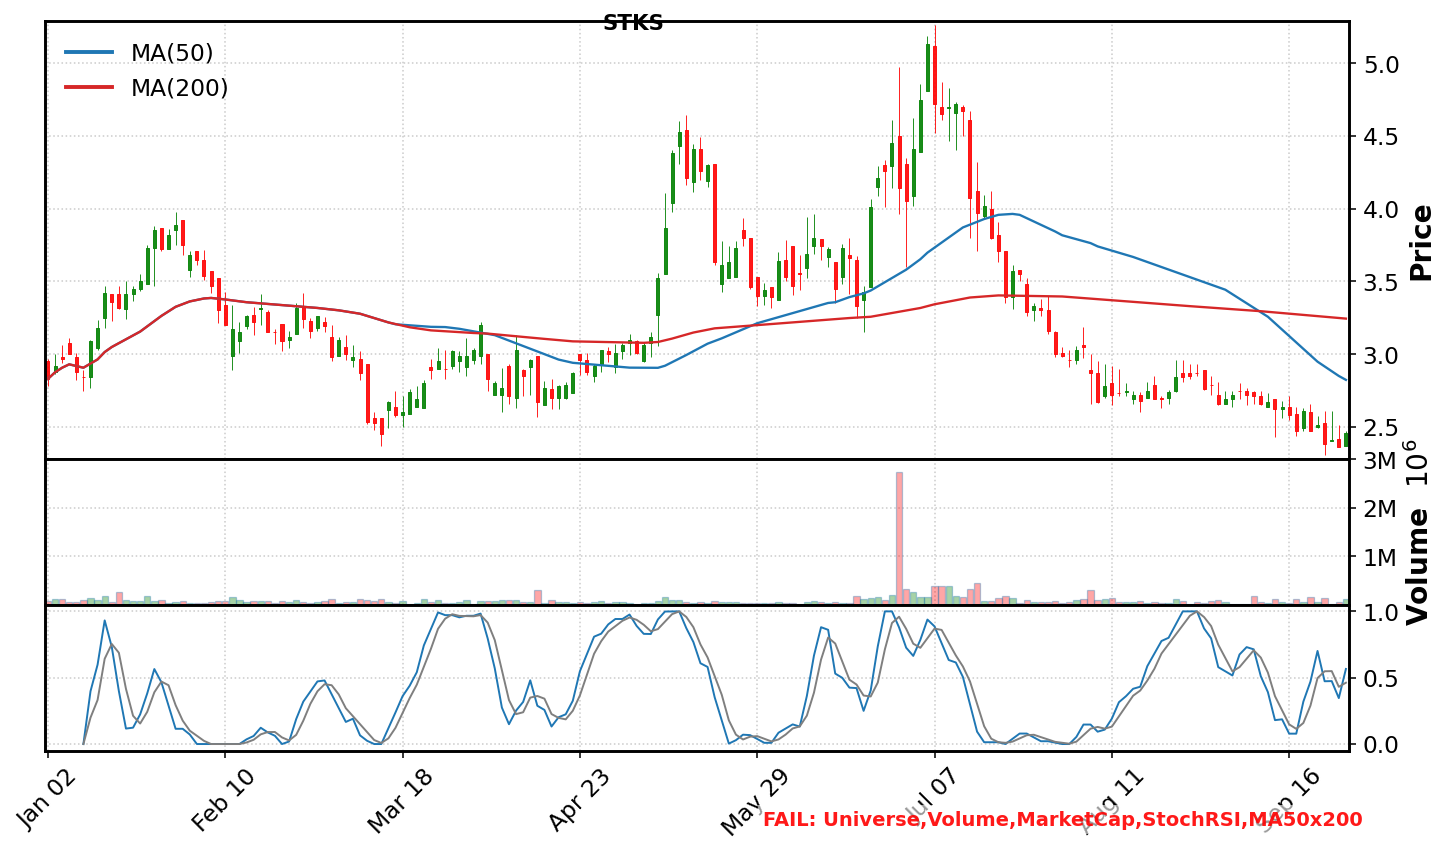 STKS
MA(50)
MA(200)
5.0
4.5
4.0
3.5
3.0
2.5
Price
3M
2M
1M
Volume 10^6
1.0
0.5
0.0
Jan 02
Feb 10
Mar 18
Apr 23
May 29
Jul 07
Aug 11
Sep 16
FAIL: Universe,Volume,MarketCap,StochRSI,MA50x200